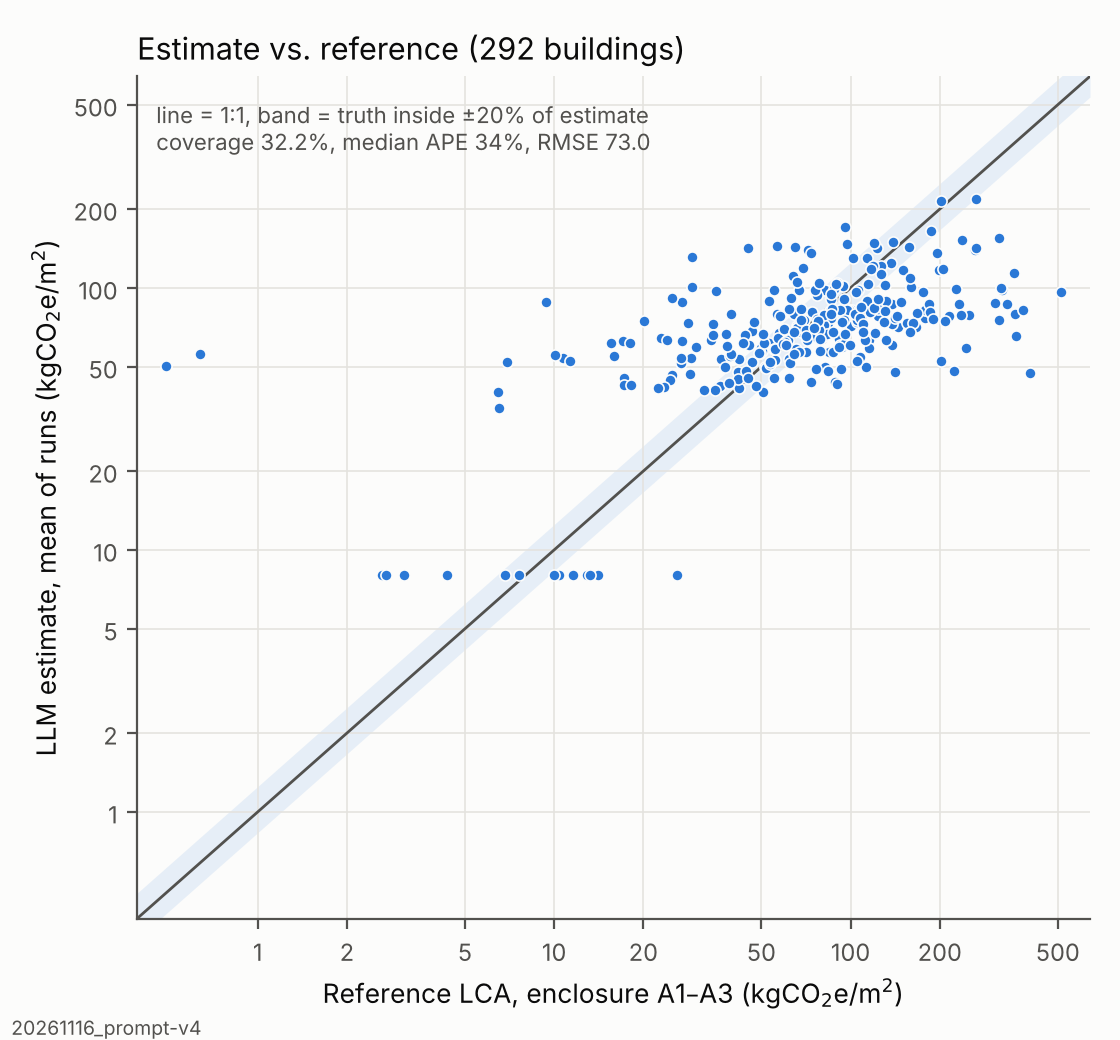 Estimate vs. reference (292 buildings)
line = 1:1, band = truth inside ±20% of estimate
coverage 32.2%, median APE 34%, RMSE 73.0
LLM estimate, mean of runs (kgCO₂e/m²)
500
200
100
50
20
10
5
2
1
1 2 5 10 20 50 100 200 500
Reference LCA, enclosure A1–A3 (kgCO₂e/m²)
20261116_prompt-v4